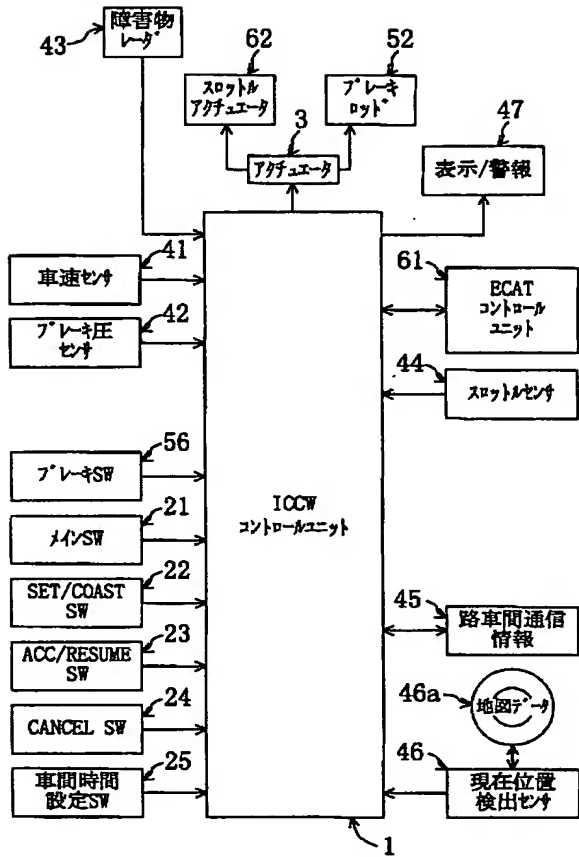 43
障害物
レーダ
62
52
スロットル
アクチュエータ
ブレーキ
ロッド
3
47
アクチュエータ
表示/警報
41
車速センサ
61
ECAT
コントロール
ユニット
42
ブレーキ圧
センサ
44
スロットルセンサ
56
ブレーキSW
ICCW
コントロールユニット
21
メインSW
22
SET/COAST
SW
45
路車間通信
情報
23
ACC/RESUME
SW
46a
地図データ
24
CANCEL SW
46
現在位置
検出センサ
25
車間時間
設定SW
1